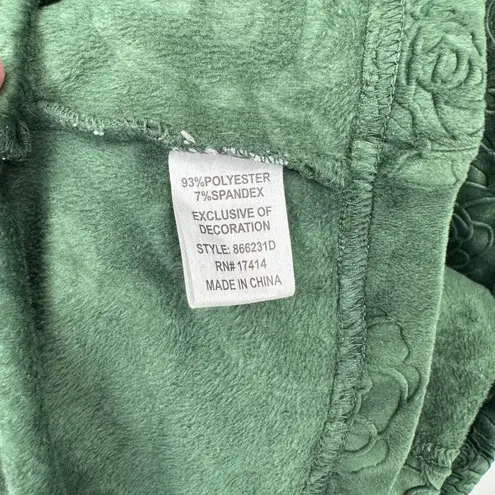 93%POLYESTER
7%SPANDEX
EXCLUSIVE OF
DECORATION
STYLE: 866231D
RN# 17414
MADE IN CHINA